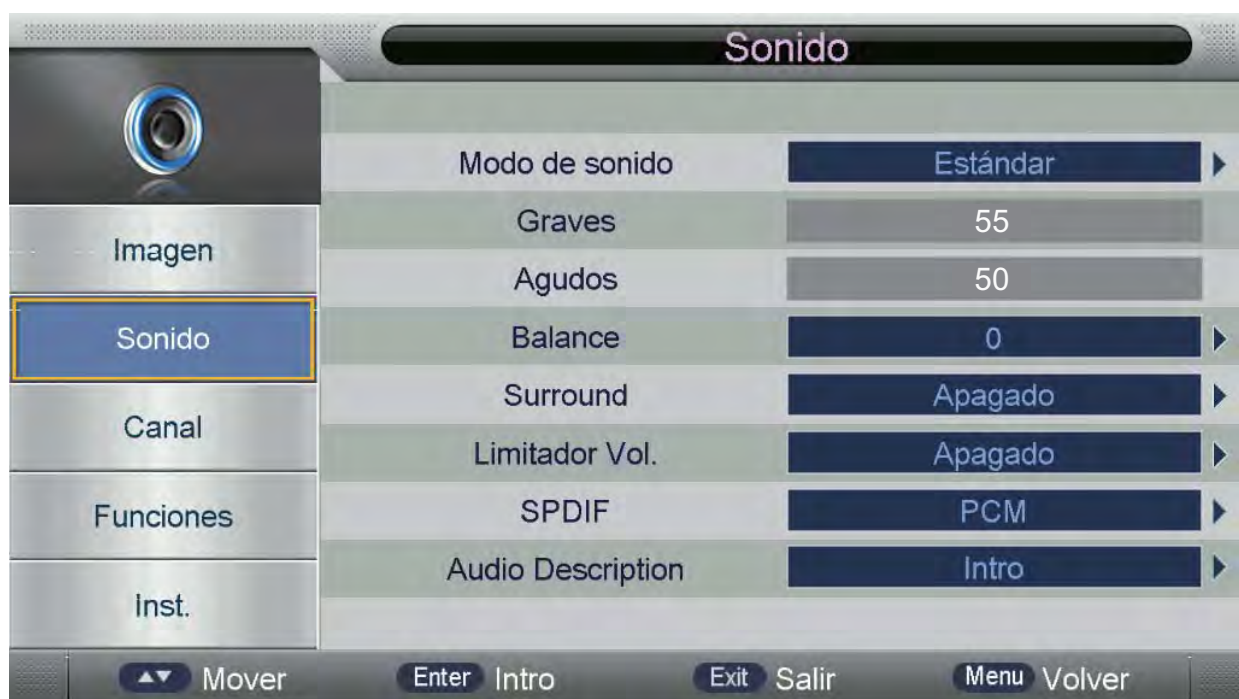 Sonido
Imagen
Sonido
Canal
Funciones
Inst.
Modo de sonido Estándar
Graves 55
Agudos 50
Balance 0
Surround Apagado
Limitador Vol. Apagado
SPDIF PCM
Audio Description Intro
Mover Enter Intro Exit Salir Menu Volver